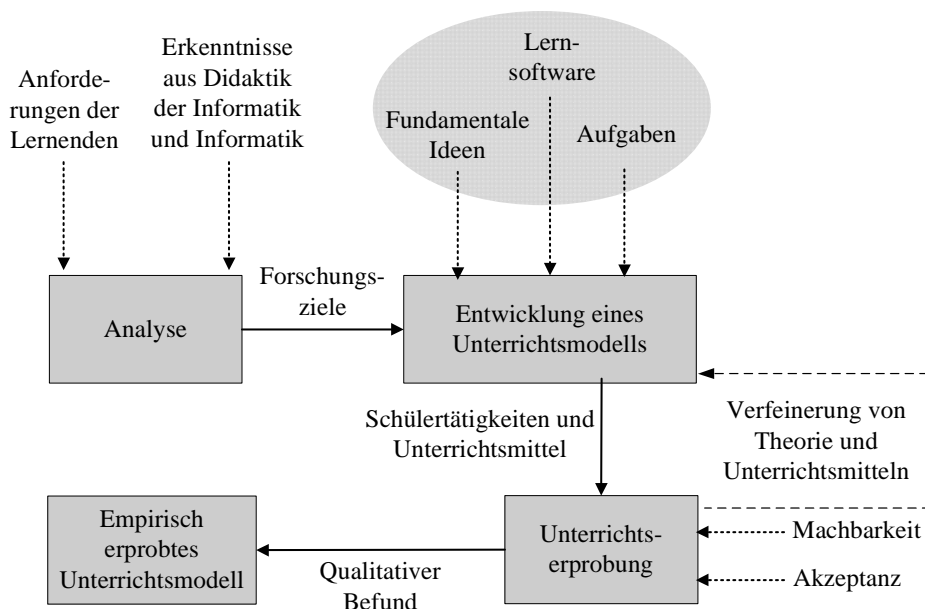 Anforde-
rungen der
Lernenden
Erkenntnisse
aus Didaktik
der Informatik
und Informatik
Lern-
software
Fundamentale
Ideen
Aufgaben
Analyse
Forschungs-
ziele
Entwicklung eines
Unterrichtsmodells
Schülertätigkeiten und
Unterrichtsmittel
Verfeinerung von
Theorie und
Unterrichtsmitteln
Empirisch
erprobtes
Unterrichtsmodell
Qualitativer
Befund
Unterrichts-
erprobung
Machbarkeit
Akzeptanz